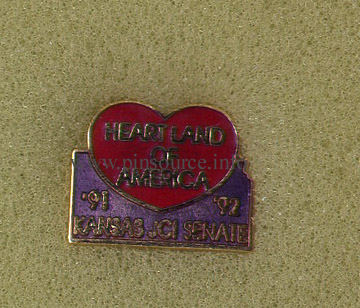 HEART LAND
OF
AMERICA
www.pinsource.info
'91 '92
KANSAS JCI SENATE